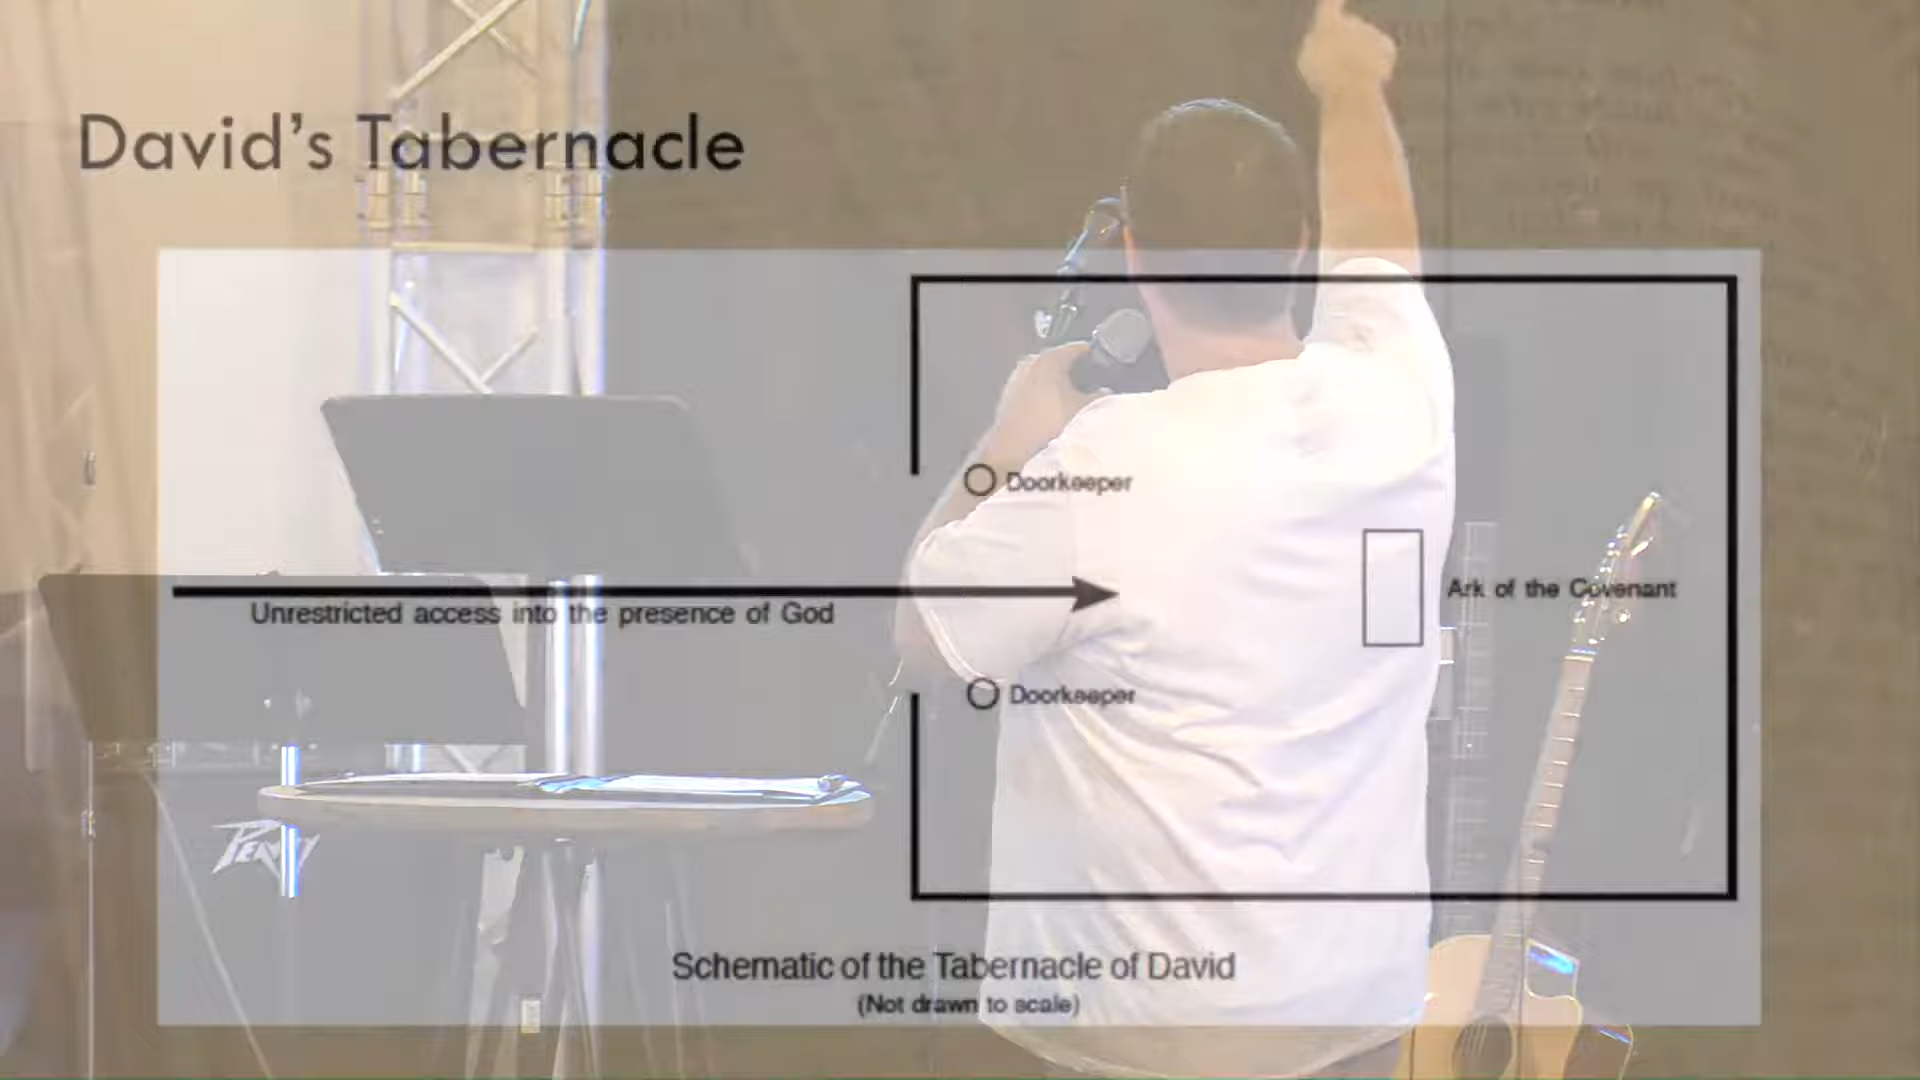 David's Tabernacle
Doorkeeper
Ark of the Covenant
Unrestricted access into the presence of God
Doorkeeper
PEAVEY
Schematic of the Tabernacle of David
(Not drawn to scale)